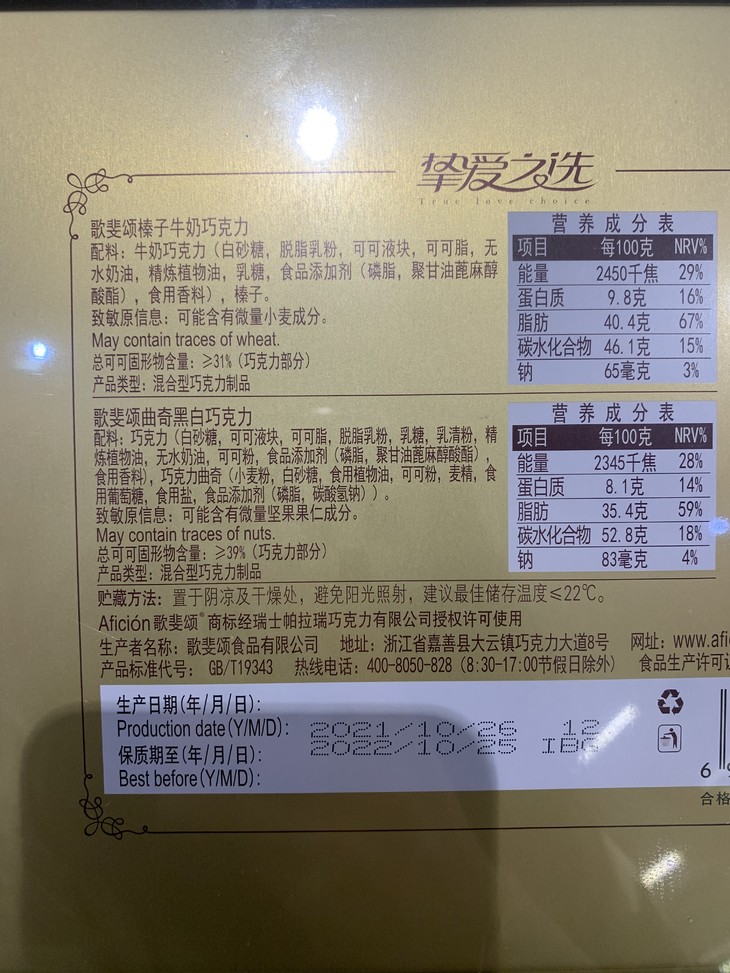 挚爱之选
True love choice
歌斐颂榛子牛奶巧克力
配料：牛奶巧克力（白砂糖，脱脂乳粉，可可液块，可可脂，无
水奶油，精炼植物油，乳糖，食品添加剂（磷脂，聚甘油蓖麻醇
酸酯），食用香料），榛子。
致敏原信息：可能含有微量小麦成分。
May contain traces of wheat.
总可可固形物含量：≥31%（巧克力部分）
产品类型：混合型巧克力制品
营养成分表
项目 每100克 NRV%
能量 2450千焦 29%
蛋白质 9.8克 16%
脂肪 40.4克 67%
碳水化合物 46.1克 15%
钠 65毫克 3%
歌斐颂曲奇黑白巧克力
配料：巧克力（白砂糖，可可液块，可可脂，脱脂乳粉，乳糖，乳清粉，精
炼植物油，无水奶油，可可粉，食品添加剂（磷脂，聚甘油蓖麻醇酸酯），
食用香料），巧克力曲奇（小麦粉，白砂糖，食用植物油，可可粉，麦精，食
用葡萄糖，食用盐，食品添加剂（磷脂，碳酸氢钠））。
致敏原信息：可能含有微量坚果果仁成分。
May contain traces of nuts.
总可可固形物含量：≥39%（巧克力部分）
产品类型：混合型巧克力制品
营养成分表
项目 每100克 NRV%
能量 2345千焦 28%
蛋白质 8.1克 14%
脂肪 35.4克 59%
碳水化合物 52.8克 18%
钠 83毫克 4%
贮藏方法：置于阴凉及干燥处，避免阳光照射，建议最佳储存温度≤22℃。
Afición 歌斐颂® 商标经瑞士帕拉瑞巧克力有限公司授权许可使用
生产者名称：歌斐颂食品有限公司 地址：浙江省嘉善县大云镇巧克力大道8号 网址：www.afi
产品标准代号：GB/T19343 热线电话：400-8050-828（8:30-17:00节假日除外） 食品生产许可证
生产日期(年/月/日)：
Production date(Y/M/D)： 2021/10/26 12
保质期至(年/月/日)： 2022/10/25 IBG
Best before(Y/M/D)：
6 9
合格